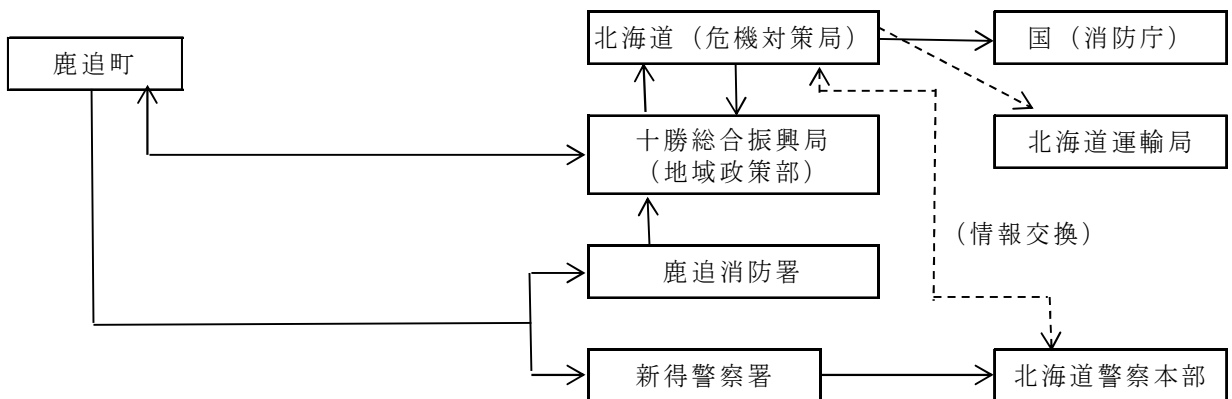 北海道（危機対策局）
国（消防庁）
鹿追町
十勝総合振興局
（地域政策部）
北海道運輸局
（情報交換）
鹿追消防署
新得警察署
北海道警察本部